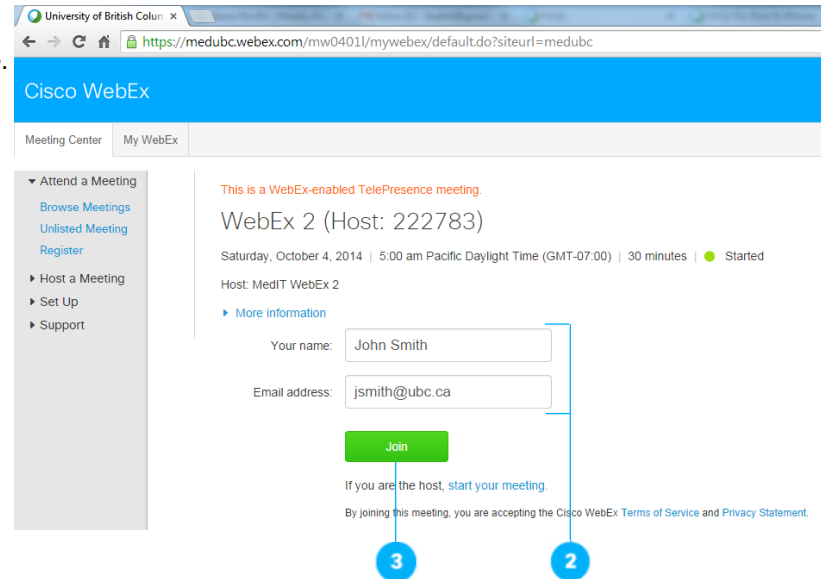 University of British Colun
https://medubc.webex.com/mw0401l/mywebex/default.do?siteurl=medubc
Cisco WebEx
Meeting Center My WebEx
Attend a Meeting
Browse Meetings
Unlisted Meeting
Register
Host a Meeting
Set Up
Support
This is a WebEx-enabled TelePresence meeting.
WebEx 2 (Host: 222783)
Saturday, October 4, 2014 | 5:00 am Pacific Daylight Time (GMT-07:00) | 30 minutes | Started
Host: MedIT WebEx 2
More information
Your name: John Smith
Email address: jsmith@ubc.ca
Join
If you are the host, start your meeting.
By joining this meeting, you are accepting the Cisco WebEx Terms of Service and Privacy Statement.
3 2